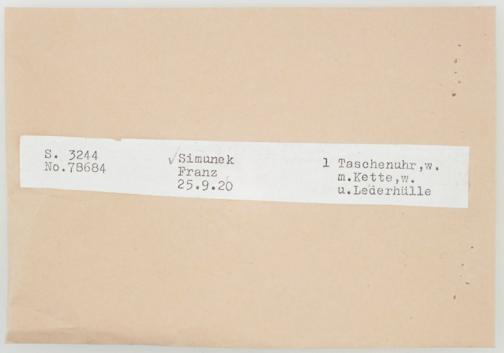 S. 3244
No.78684
✓Simunek
Franz
25.9.20
1 Taschenuhr,w.
m.Kette,w.
u.Lederhülle